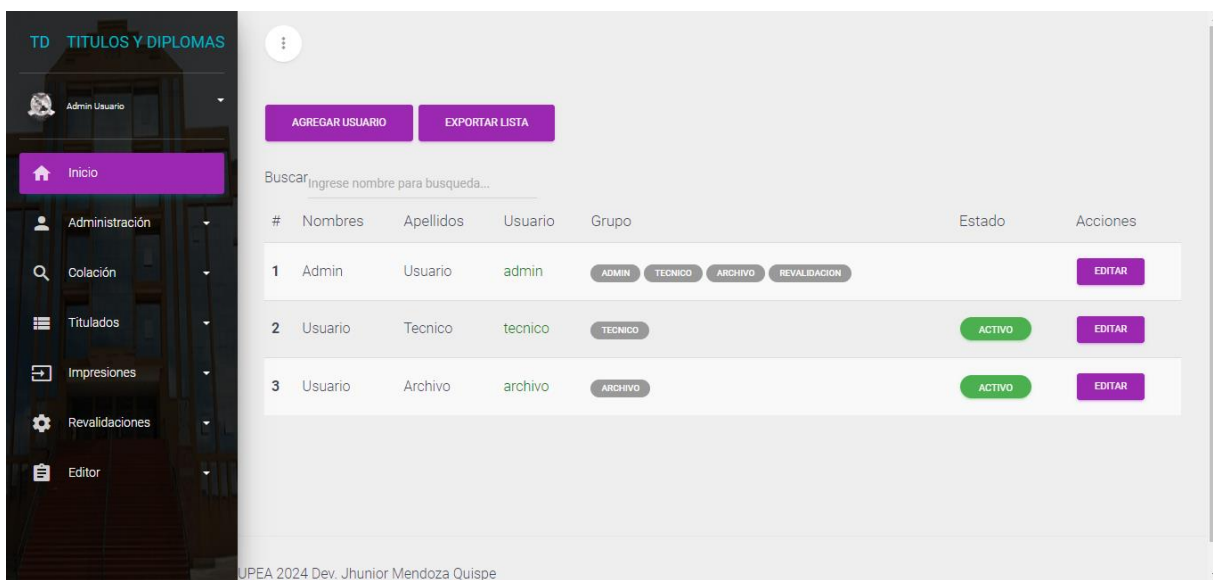 TD TITULOS Y DIPLOMAS
Admin Usuario
Inicio
Administración
Colación
Titulados
Impresiones
Revalidaciones
Editor
AGREGAR USUARIO EXPORTAR LISTA
Buscar Ingrese nombre para busqueda...
# Nombres Apellidos Usuario Grupo Estado Acciones
1 Admin Usuario admin ADMIN TECNICO ARCHIVO REVALIDACION EDITAR
2 Usuario Tecnico tecnico TECNICO ACTIVO EDITAR
3 Usuario Archivo archivo ARCHIVO ACTIVO EDITAR
UPEA 2024 Dev. Jhunior Mendoza Quispe